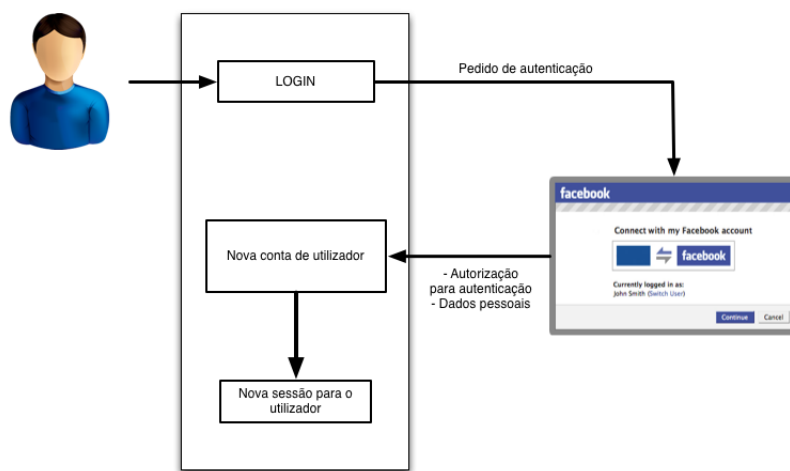 LOGIN
Pedido de autenticação
facebook
Connect with my Facebook account
facebook
Currently logged in as:
John Smith (Switch User)
Continue
Cancel
Nova conta de utilizador
- Autorização
para autenticação
- Dados pessoais
Nova sessão para o
utilizador